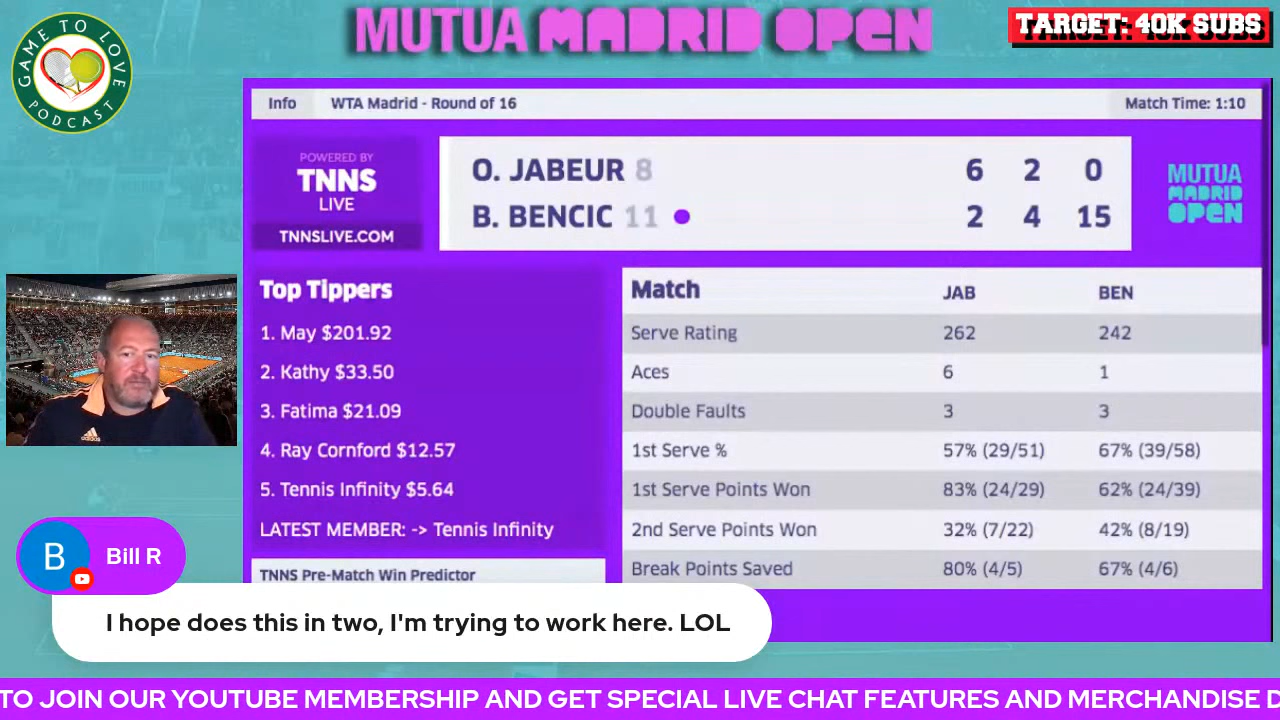 GAME TO LOVE
PODCAST
MUTUA MADRID OPEN
TARGET: 40K SUBS
Info WTA Madrid - Round of 16 Match Time: 1:10
POWERED BY
TNNS
LIVE
TNNSLIVE.COM
O. JABEUR 8 6 2 0
B. BENCIC 11 2 4 15
MUTUA
MADRID
OPEN
Top Tippers
1. May $201.92
2. Kathy $33.50
3. Fatima $21.09
4. Ray Cornford $12.57
5. Tennis Infinity $5.64
LATEST MEMBER: -> Tennis Infinity
TNNS Pre-Match Win Predictor
Match JAB BEN
Serve Rating 262 242
Aces 6 1
Double Faults 3 3
1st Serve % 57% (29/51) 67% (39/58)
1st Serve Points Won 83% (24/29) 62% (24/39)
2nd Serve Points Won 32% (7/22) 42% (8/19)
Break Points Saved 80% (4/5) 67% (4/6)
adidas
B Bill R
I hope does this in two, I'm trying to work here. LOL
TO JOIN OUR YOUTUBE MEMBERSHIP AND GET SPECIAL LIVE CHAT FEATURES AND MERCHANDISE D